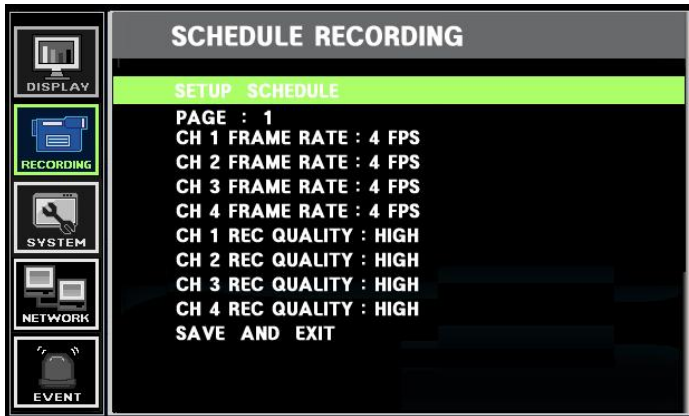 SCHEDULE RECORDING
DISPLAY
RECORDING
SYSTEM
NETWORK
EVENT
SETUP SCHEDULE
PAGE : 1
CH 1 FRAME RATE : 4 FPS
CH 2 FRAME RATE : 4 FPS
CH 3 FRAME RATE : 4 FPS
CH 4 FRAME RATE : 4 FPS
CH 1 REC QUALITY : HIGH
CH 2 REC QUALITY : HIGH
CH 3 REC QUALITY : HIGH
CH 4 REC QUALITY : HIGH
SAVE AND EXIT